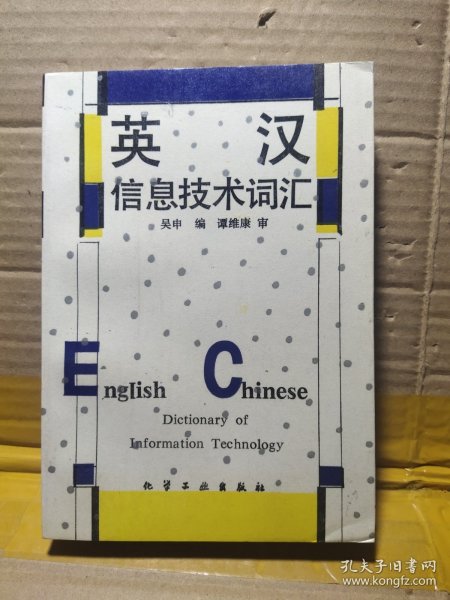 英 汉
信息技术词汇
吴申 编 谭维康 审
English Chinese
Dictionary of
Information Technology
化学工业出版社
孔夫子旧书网
www.kongfz.com